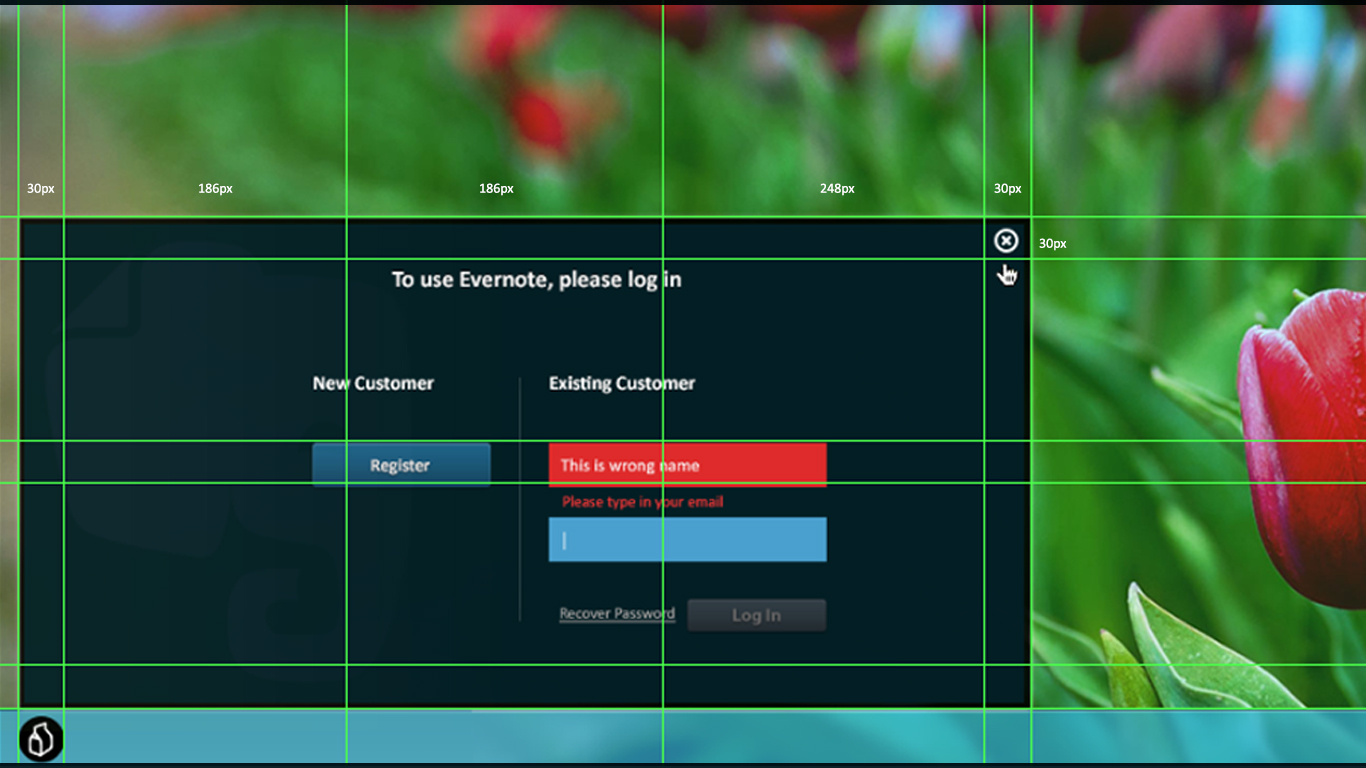 30px 186px 186px 248px 30px
30px
To use Evernote, please log in
New Customer Existing Customer
Register This is wrong name
Please type in your email
Recover Password Log In